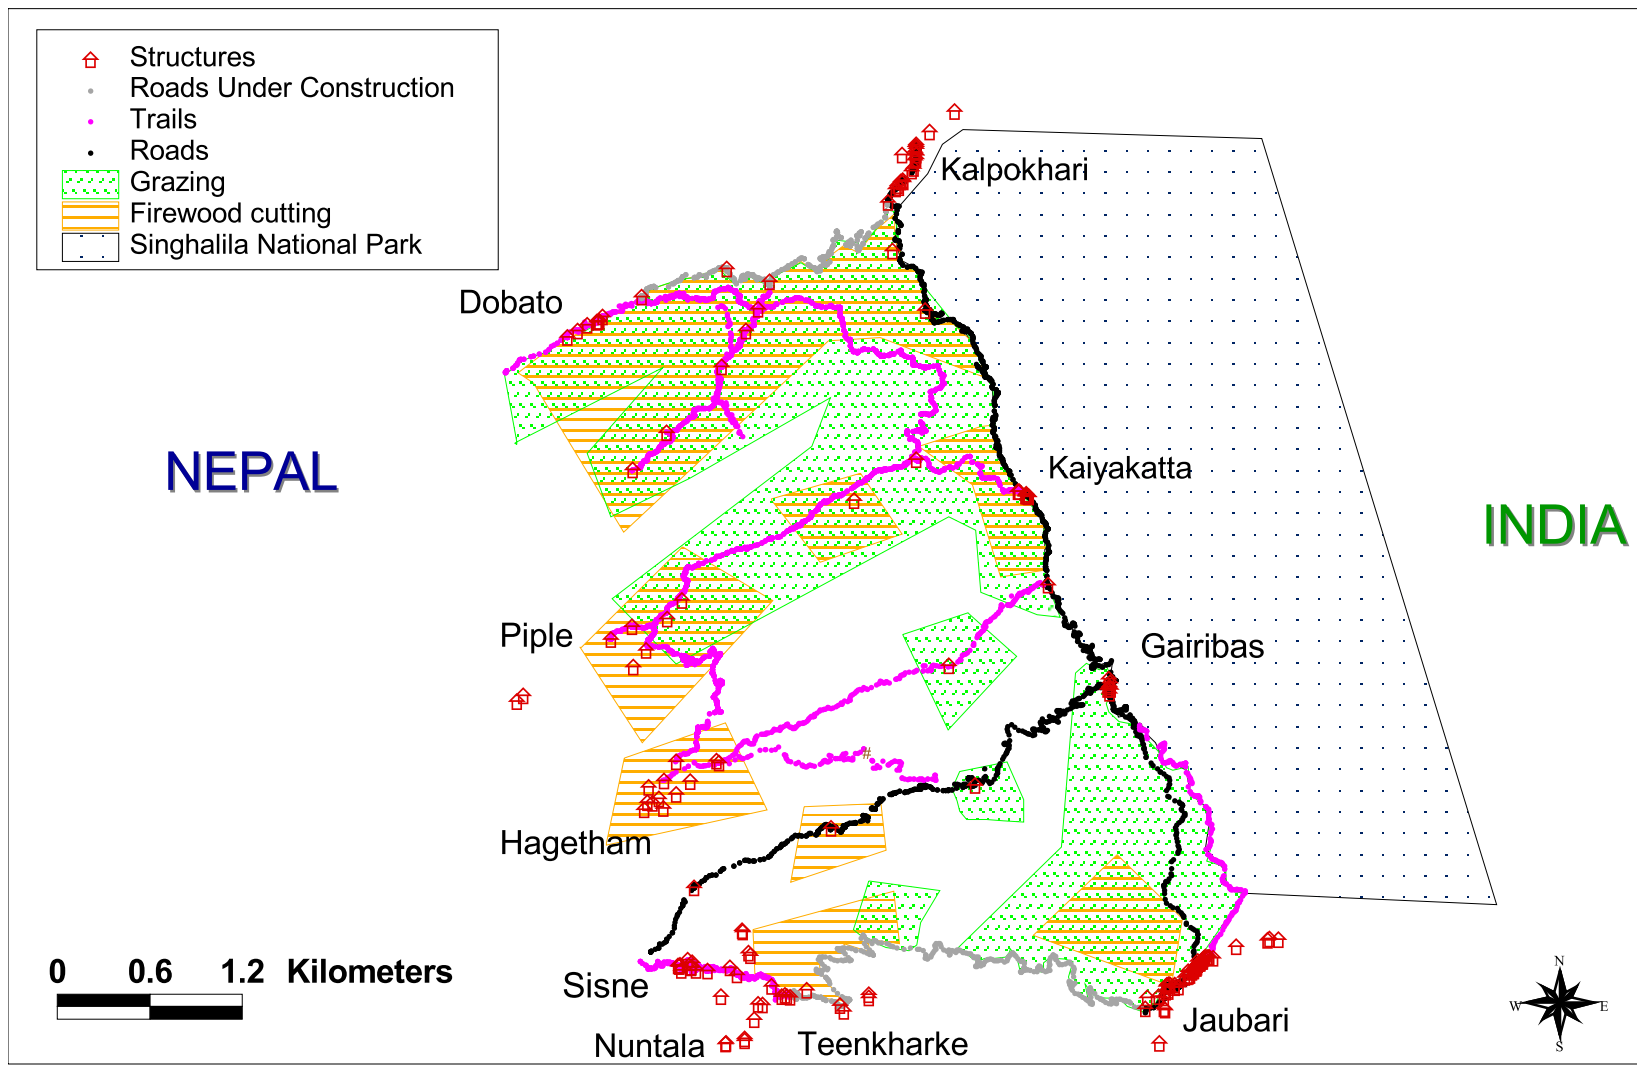 Structures
Roads Under Construction
Trails
Roads
Grazing
Firewood cutting
Singhalila National Park
Kalpokhari
Dobato
NEPAL
Kaiyakatta
INDIA
Piple
Gairibas
#
Hagetham
0 0.6 1.2 Kilometers
Sisne
N
W E
S
Jaubari
Nuntala
Teenkharke